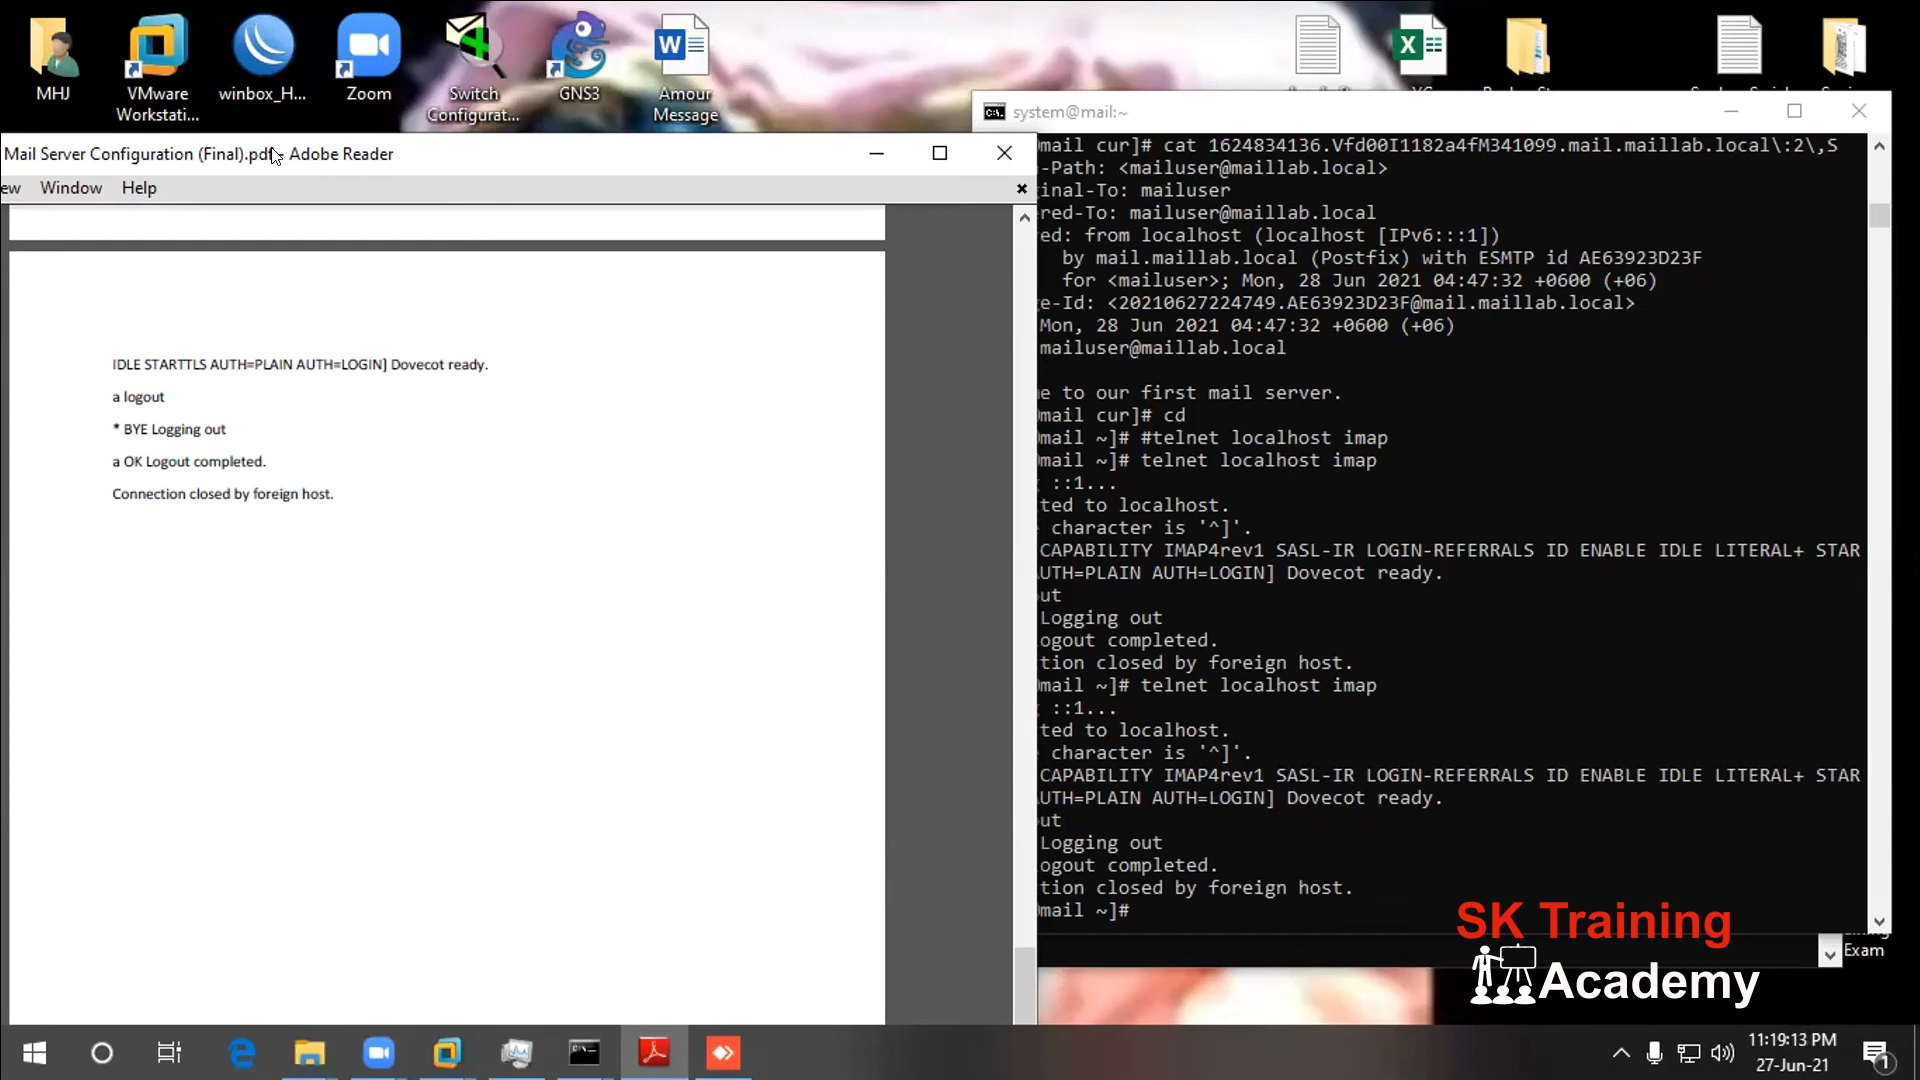 MHJ
VMware
Workstati...
winbox_H...
Zoom
Switch
Configurat...
GNS3
Amour
Message
Mail Server Configuration (Final).pdf - Adobe Reader
ew Window Help
IDLE STARTTLS AUTH=PLAIN AUTH=LOGIN] Dovecot ready.
a logout
* BYE Logging out
a OK Logout completed.
Connection closed by foreign host.
system@mail:~
mail cur]# cat 1624834136.Vfd00I1182a4fM341099.mail.maillab.local\:2\,S
-Path: <mailuser@maillab.local>
inal-To: mailuser
red-To: mailuser@maillab.local
ed: from localhost (localhost [IPv6:::1])
by mail.maillab.local (Postfix) with ESMTP id AE63923D23F
for <mailuser>; Mon, 28 Jun 2021 04:47:32 +0600 (+06)
e-Id: <20210627224749.AE63923D23F@mail.maillab.local>
Mon, 28 Jun 2021 04:47:32 +0600 (+06)
mailuser@maillab.local
e to our first mail server.
mail cur]# cd
mail ~]# #telnet localhost imap
mail ~]# telnet localhost imap
::1...
ted to localhost.
character is '^]'.
CAPABILITY IMAP4rev1 SASL-IR LOGIN-REFERRALS ID ENABLE IDLE LITERAL+ STAR
UTH=PLAIN AUTH=LOGIN] Dovecot ready.
out
Logging out
ogout completed.
tion closed by foreign host.
mail ~]# telnet localhost imap
::1...
ted to localhost.
character is '^]'.
CAPABILITY IMAP4rev1 SASL-IR LOGIN-REFERRALS ID ENABLE IDLE LITERAL+ STAR
UTH=PLAIN AUTH=LOGIN] Dovecot ready.
out
Logging out
ogout completed.
tion closed by foreign host.
mail ~]#
SK Training
Academy
Exam
11:19:13 PM
27-Jun-21
1